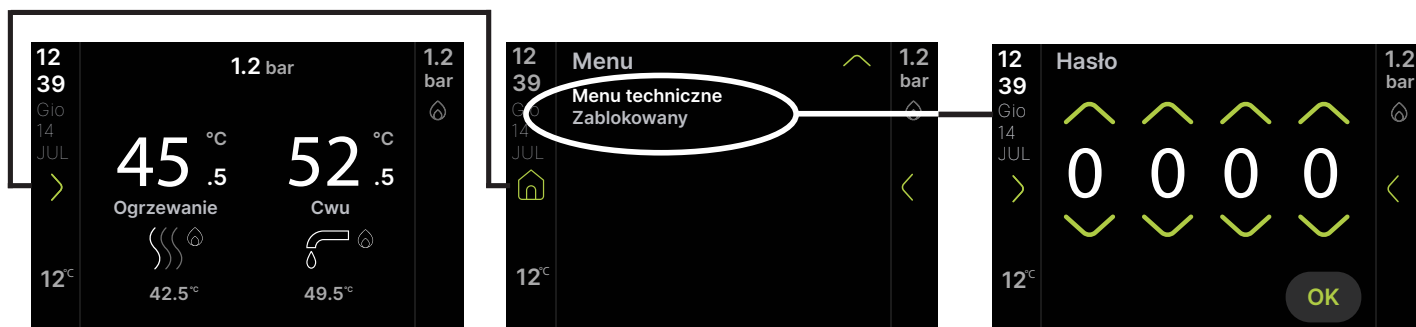 12
39
Gio
14
JUL
12°C
1.2 bar
45.5 °C
Ogrzewanie
42.5°C
52.5 °C
Cwu
49.5°C
1.2
bar
12
39
Gio
14
JUL
12°C
Menu
Menu techniczne
Zablokowany
1.2
bar
12
39
Gio
14
JUL
12°C
Hasło
0 0 0 0
OK
1.2
bar